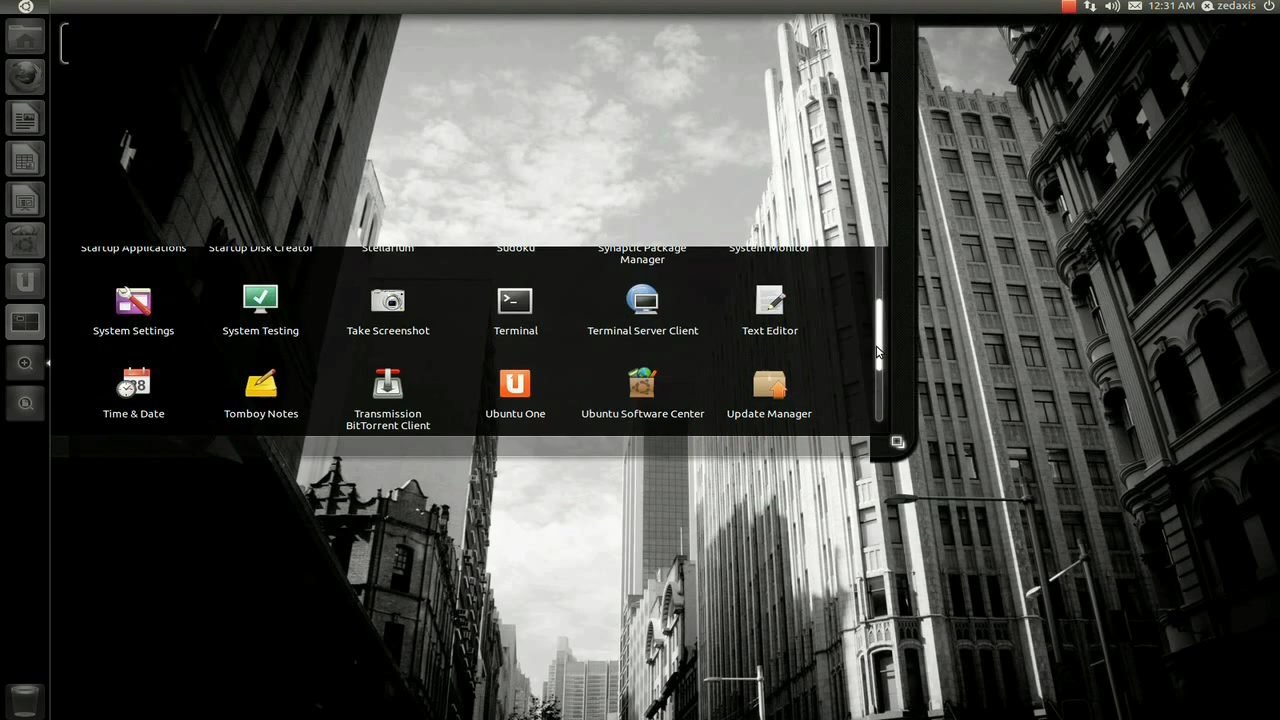 12:31 AM zedaxis
Startup Applications Startup Disk Creator Stellarium Sudoku Synaptic Package Manager System Monitor
System Settings System Testing Take Screenshot Terminal Terminal Server Client Text Editor
Time & Date Tomboy Notes Transmission BitTorrent Client Ubuntu One Ubuntu Software Center Update Manager